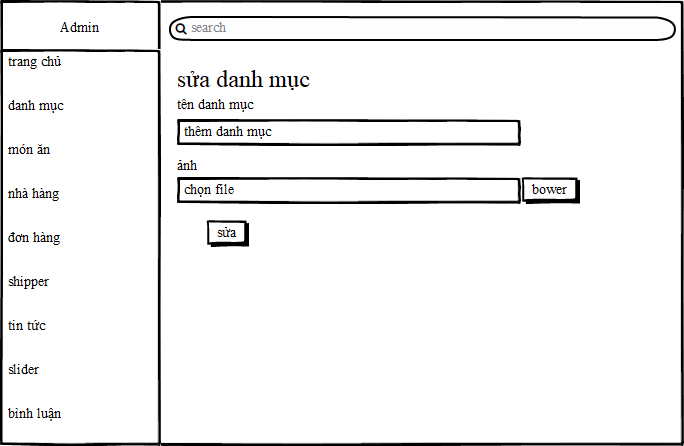 Admin
search
trang chủ
danh mục
món ăn
nhà hàng
đơn hàng
shipper
tin tức
slider
bình luận
sửa danh mục
tên danh mục
thêm danh mục
ảnh
chọn file
bower
sửa